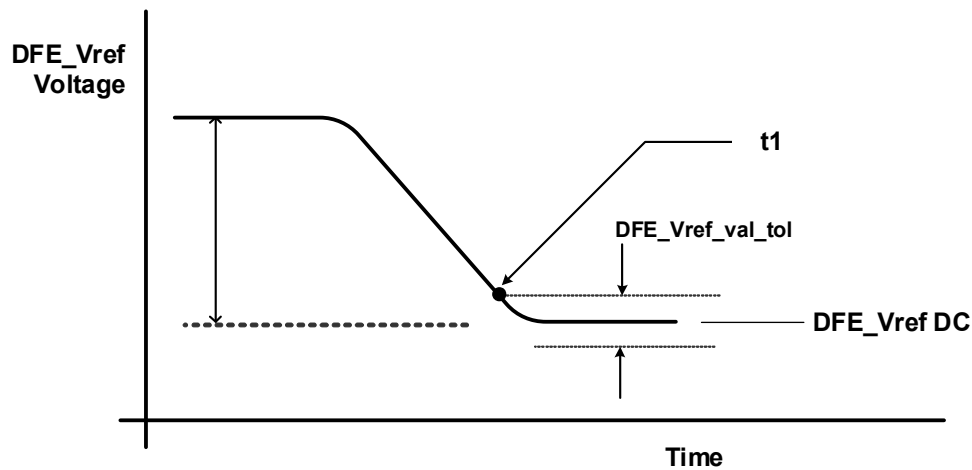 DFE_Vref
Voltage
t1
DFE_Vref_val_tol
DFE_Vref DC
Time